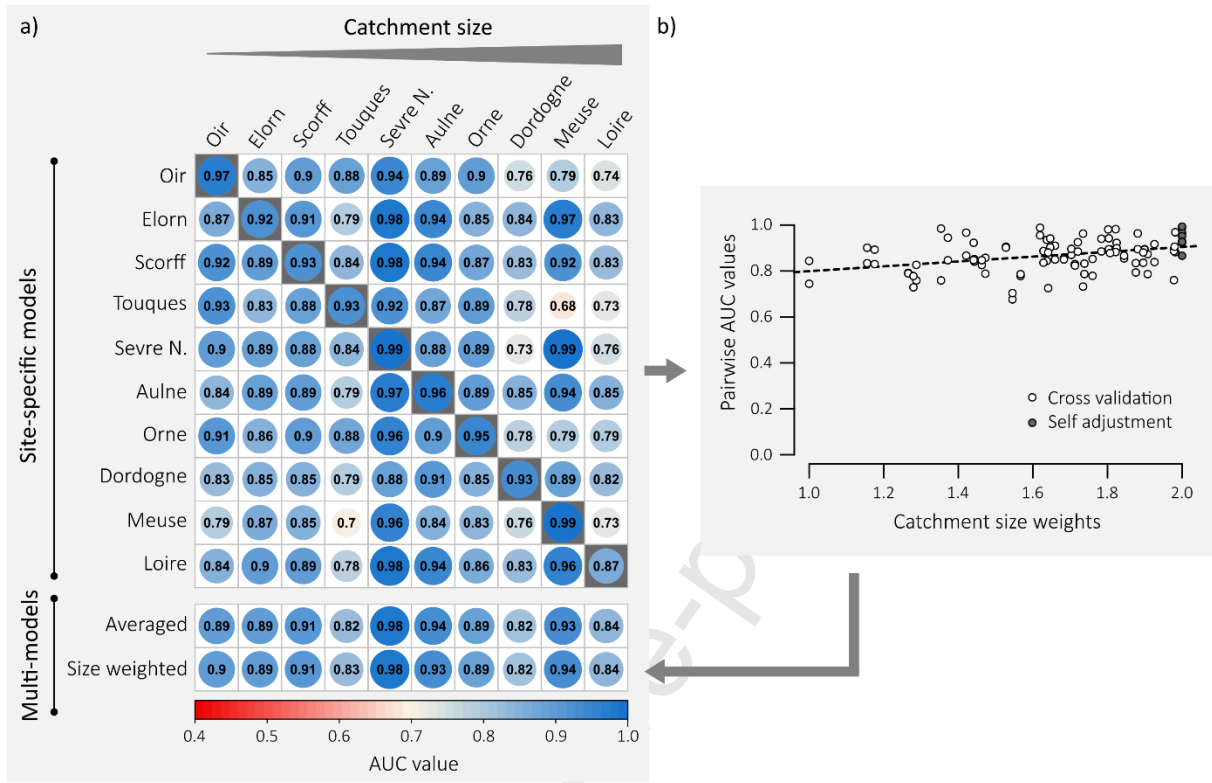 a)
Catchment size
b)
Oir Elorn Scorff Touques Sevre N. Aulne Orne Dordogne Meuse Loire
Site-specific models
Oir 0.97 0.85 0.9 0.88 0.94 0.89 0.9 0.76 0.79 0.74
Elorn 0.87 0.92 0.91 0.79 0.98 0.94 0.85 0.84 0.97 0.83
Scorff 0.92 0.89 0.93 0.84 0.98 0.94 0.87 0.83 0.92 0.83
Touques 0.93 0.83 0.88 0.93 0.92 0.87 0.89 0.78 0.68 0.73
Sevre N. 0.9 0.89 0.88 0.84 0.99 0.88 0.89 0.73 0.99 0.76
Aulne 0.84 0.89 0.89 0.79 0.97 0.96 0.89 0.85 0.94 0.85
Orne 0.91 0.86 0.9 0.88 0.96 0.9 0.95 0.78 0.79 0.79
Dordogne 0.83 0.85 0.85 0.79 0.88 0.91 0.85 0.93 0.89 0.82
Meuse 0.79 0.87 0.85 0.7 0.96 0.84 0.83 0.76 0.99 0.73
Loire 0.84 0.9 0.89 0.78 0.98 0.94 0.86 0.83 0.96 0.87
Multi-models
Averaged 0.89 0.89 0.91 0.82 0.98 0.94 0.89 0.82 0.93 0.84
Size weighted 0.9 0.89 0.91 0.83 0.98 0.93 0.89 0.82 0.94 0.84
0.4 0.5 0.6 0.7 0.8 0.9 1.0
AUC value
Pairwise AUC values
1.0
0.8
0.6
0.4
0.2
0.0
Cross validation
Self adjustment
1.0 1.2 1.4 1.6 1.8 2.0
Catchment size weights